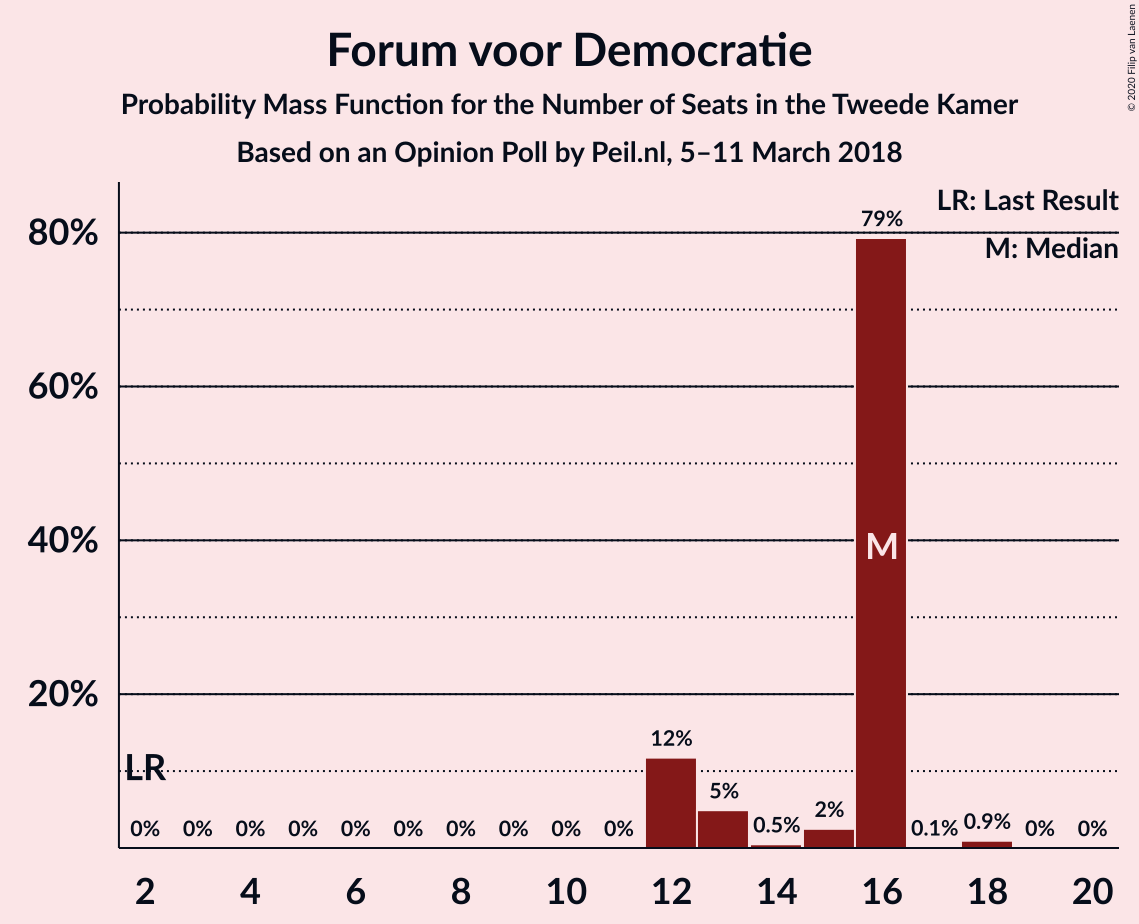 Forum voor Democratie
Probability Mass Function for the Number of Seats in the Tweede Kamer
Based on an Opinion Poll by Peil.nl, 5–11 March 2018
© 2020 Filip van Laenen
LR: Last Result
M: Median
80%
60%
40%
20%
79%
M
LR
12%
5%
0.5%
2%
0.1%
0.9%
0% 0% 0% 0% 0% 0% 0% 0% 0% 0% 0% 0%
2 4 6 8 10 12 14 16 18 20